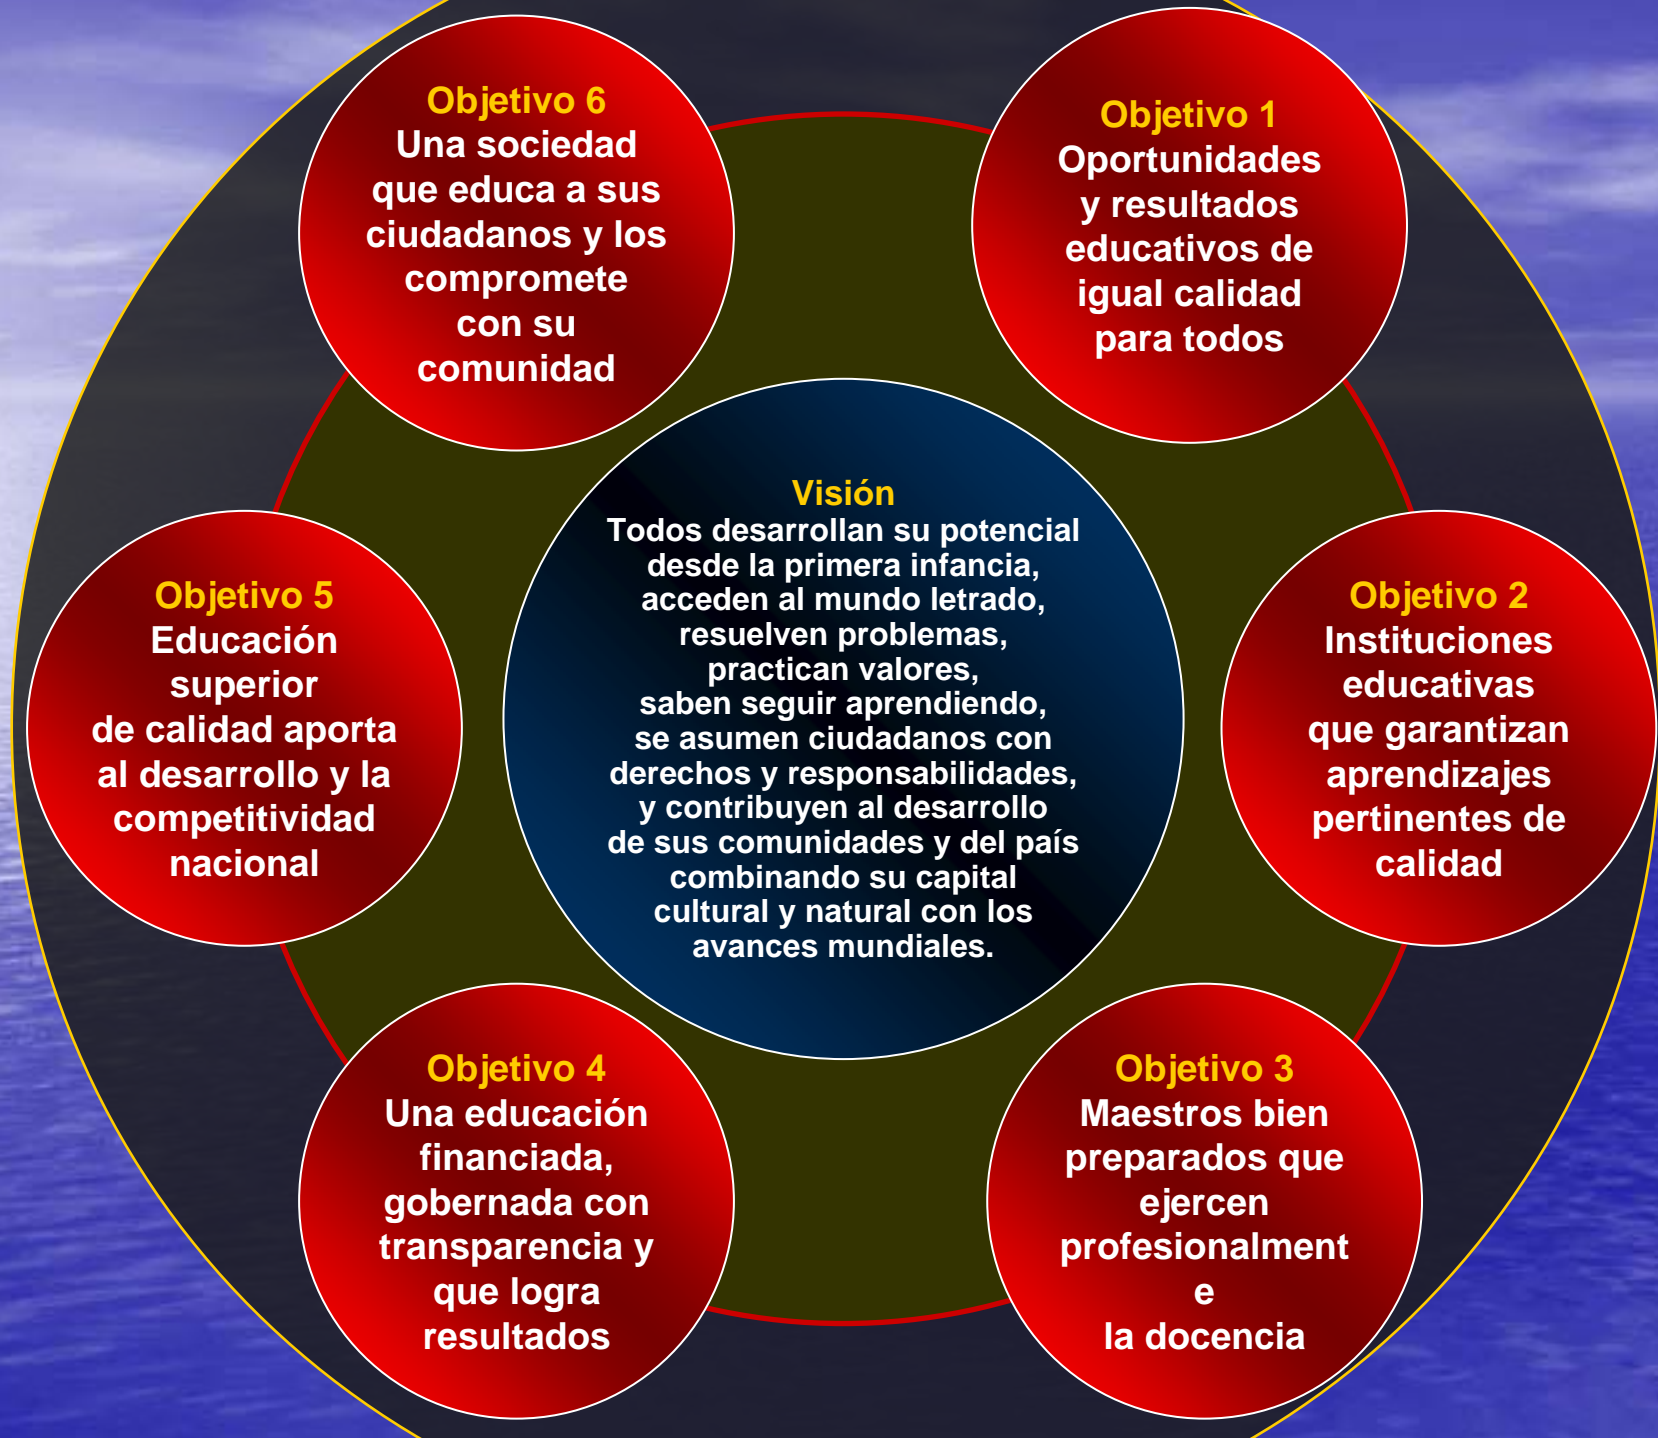 Objetivo 6
Una sociedad
que educa a sus
ciudadanos y los
compromete
con su
comunidad
Objetivo 1
Oportunidades
y resultados
educativos de
igual calidad
para todos
Visión
Todos desarrollan su potencial
desde la primera infancia,
acceden al mundo letrado,
resuelven problemas,
practican valores,
saben seguir aprendiendo,
se asumen ciudadanos con
derechos y responsabilidades,
y contribuyen al desarrollo
de sus comunidades y del país
combinando su capital
cultural y natural con los
avances mundiales.
Objetivo 5
Educación
superior
de calidad aporta
al desarrollo y la
competitividad
nacional
Objetivo 2
Instituciones
educativas
que garantizan
aprendizajes
pertinentes de
calidad
Objetivo 4
Una educación
financiada,
gobernada con
transparencia y
que logra
resultados
Objetivo 3
Maestros bien
preparados que
ejercen
profesionalment
e
la docencia